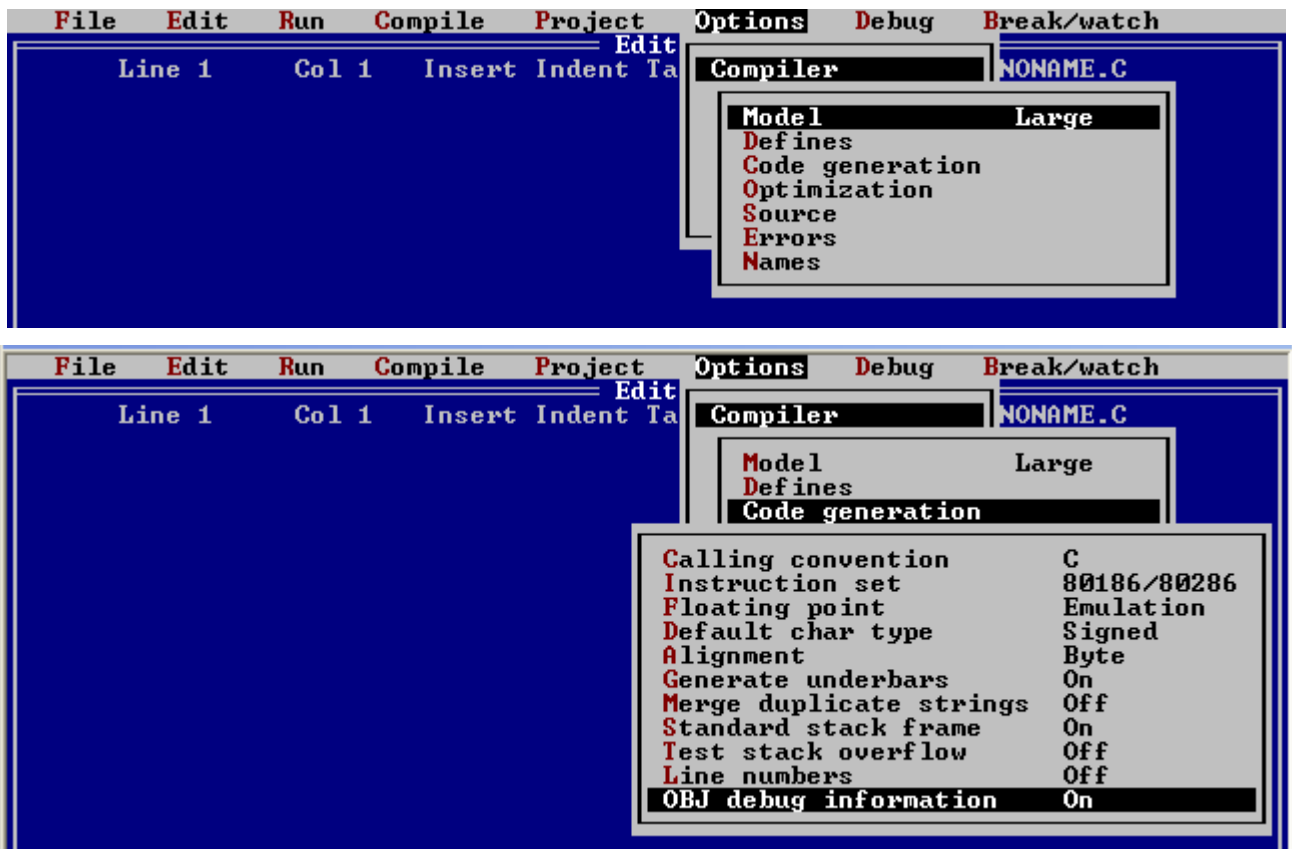 File Edit Run Compile Project Options Debug Break/watch
Edit
Line 1 Col 1 Insert Indent Ta Compiler NONAME.C
Model Large
Defines
Code generation
Optimization
Source
Errors
Names
File Edit Run Compile Project Options Debug Break/watch
Edit
Line 1 Col 1 Insert Indent Ta Compiler NONAME.C
Model Large
Defines
Code generation
Calling convention C
Instruction set 80186/80286
Floating point Emulation
Default char type Signed
Alignment Byte
Generate underbars On
Merge duplicate strings Off
Standard stack frame On
Test stack overflow Off
Line numbers Off
OBJ debug information On